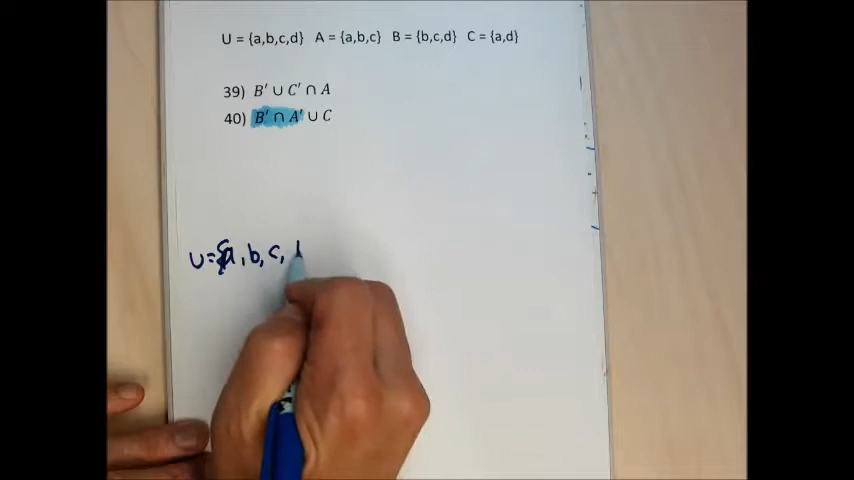 U = {a,b,c,d}  A = {a,b,c}  B = {b,c,d}  C = {a,d}
39) B′ ∪ C′ ∩ A
40) B′ ∩ A′ ∪ C
U={a,b,c,